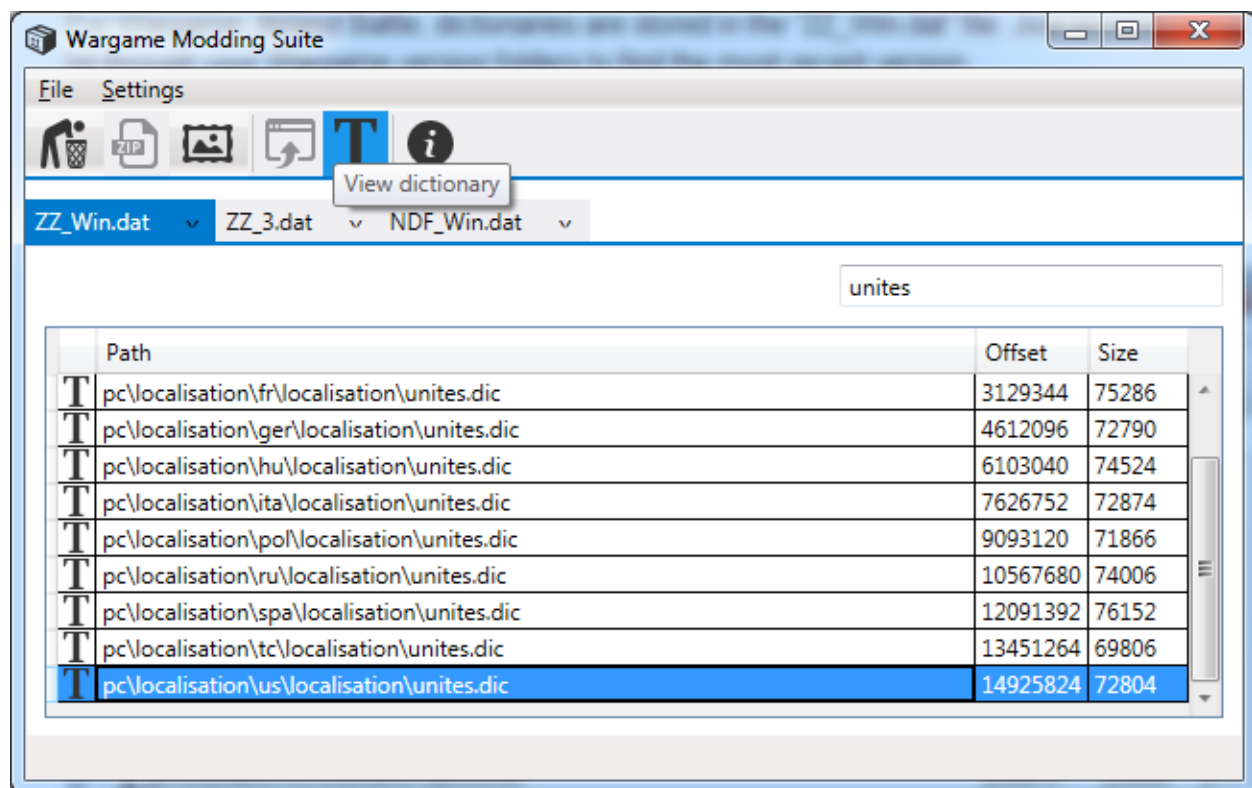 Wargame Modding Suite
File Settings
ZIP
T
i
View dictionary
ZZ_Win.dat ZZ_3.dat NDF_Win.dat
unites
Path Offset Size
T pc\localisation\fr\localisation\unites.dic 3129344 75286
T pc\localisation\ger\localisation\unites.dic 4612096 72790
T pc\localisation\hu\localisation\unites.dic 6103040 74524
T pc\localisation\ita\localisation\unites.dic 7626752 72874
T pc\localisation\pol\localisation\unites.dic 9093120 71866
T pc\localisation\ru\localisation\unites.dic 10567680 74006
T pc\localisation\spa\localisation\unites.dic 12091392 76152
T pc\localisation\tc\localisation\unites.dic 13451264 69806
T pc\localisation\us\localisation\unites.dic 14925824 72804